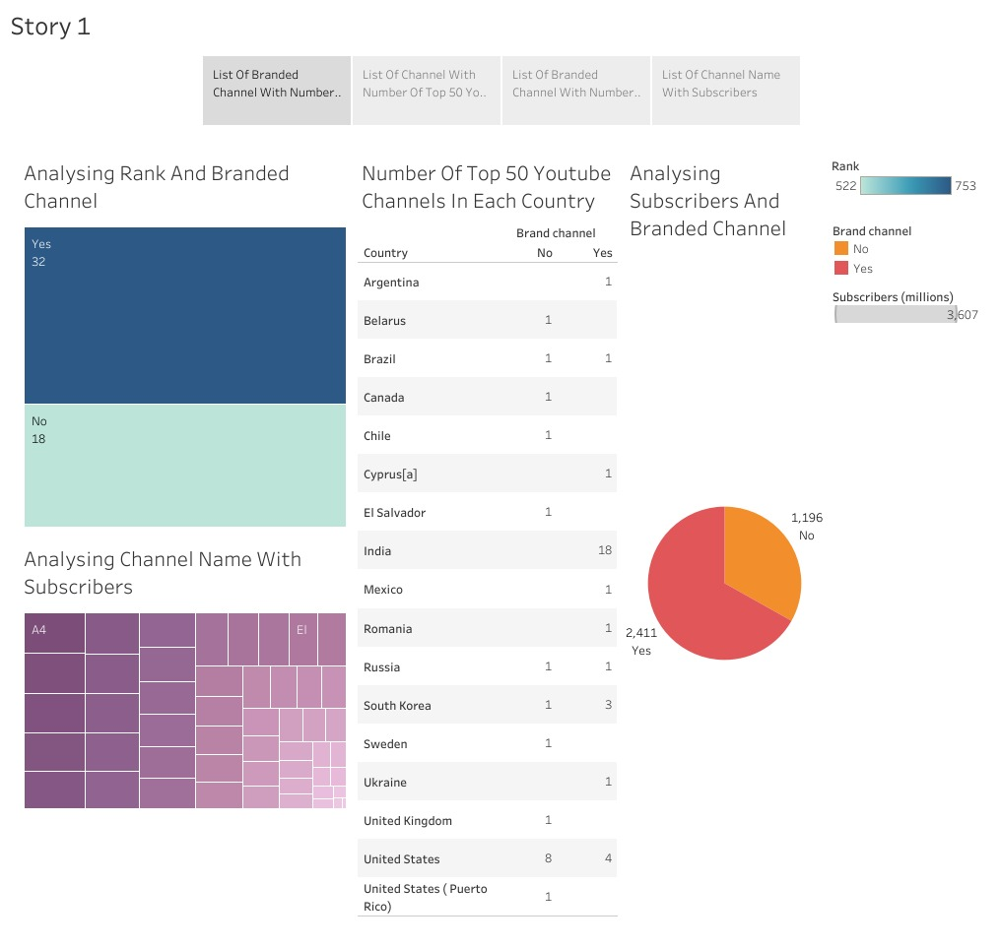 Story 1
List Of Branded
Channel With Number..
List Of Channel With
Number Of Top 50 Yo..
List Of Branded
Channel With Number..
List Of Channel Name
With Subscribers
Analysing Rank And Branded
Channel
Yes
32
No
18
Analysing Channel Name With
Subscribers
A4
El
Number Of Top 50 Youtube
Channels In Each Country
Brand channel
Country No Yes
Argentina 1
Belarus 1
Brazil 1 1
Canada 1
Chile 1
Cyprus[a] 1
El Salvador 1
India 18
Mexico 1
Romania 1
Russia 1 1
South Korea 1 3
Sweden 1
Ukraine 1
United Kingdom 1
United States 8 4
United States ( Puerto
Rico) 1
Analysing
Subscribers And
Branded Channel
1,196
No
2,411
Yes
Rank
522 753
Brand channel
No
Yes
Subscribers (millions)
3,607